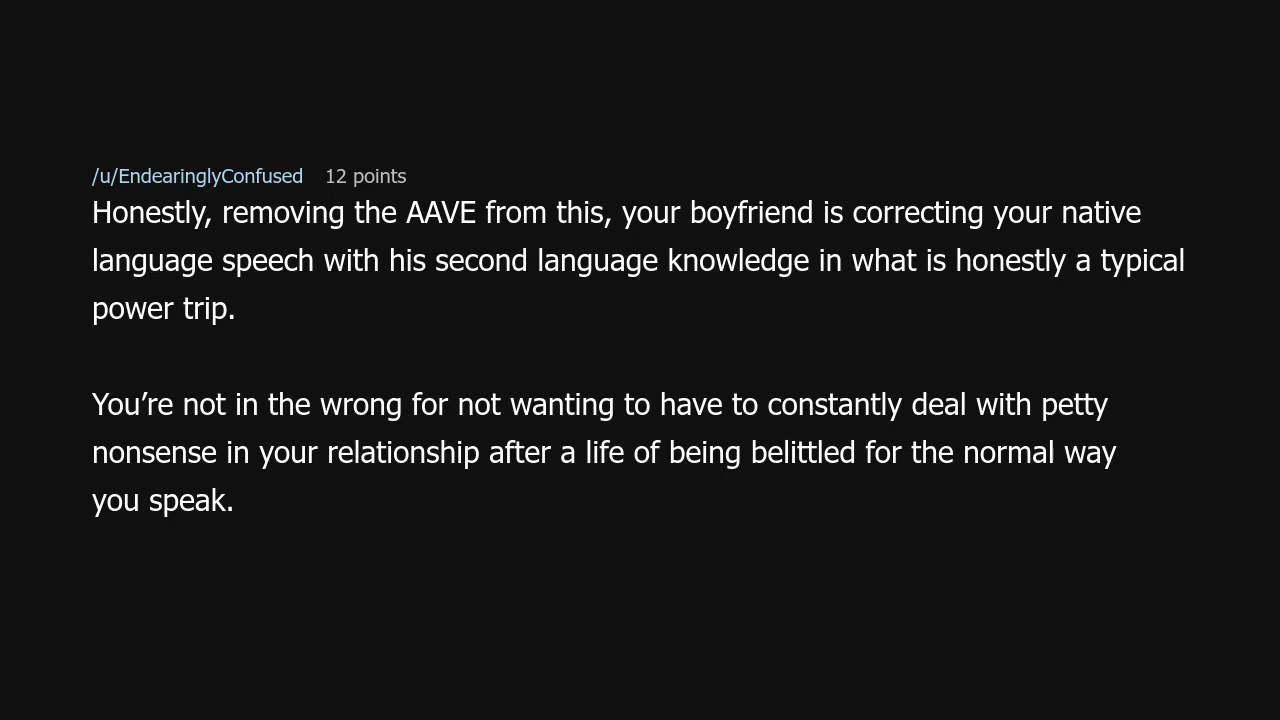 /u/EndearinglyConfused 12 points
Honestly, removing the AAVE from this, your boyfriend is correcting your native
language speech with his second language knowledge in what is honestly a typical
power trip.
You’re not in the wrong for not wanting to have to constantly deal with petty
nonsense in your relationship after a life of being belittled for the normal way
you speak.